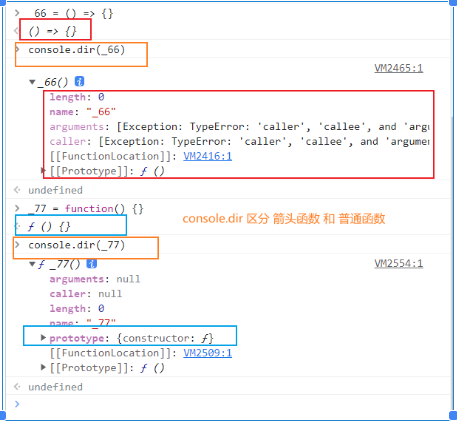 > _66 = () => {}
< () => {}
> console.dir(_66)
VM2465:1
▼ _66() i
length: 0
name: "_66"
arguments: [Exception: TypeError: 'caller', 'callee', and 'argu
caller: [Exception: TypeError: 'caller', 'callee', and 'argumen
[[FunctionLocation]]: VM2416:1
▶ [[Prototype]]: ƒ ()
< undefined
> _77 = function() {}
< ƒ () {}
console.dir 区分 箭头函数 和 普通函数
> console.dir(_77)
VM2554:1
▼ ƒ _77() i
arguments: null
caller: null
length: 0
name: "_77"
▶ prototype: {constructor: ƒ}
[[FunctionLocation]]: VM2509:1
▶ [[Prototype]]: ƒ ()
< undefined
>